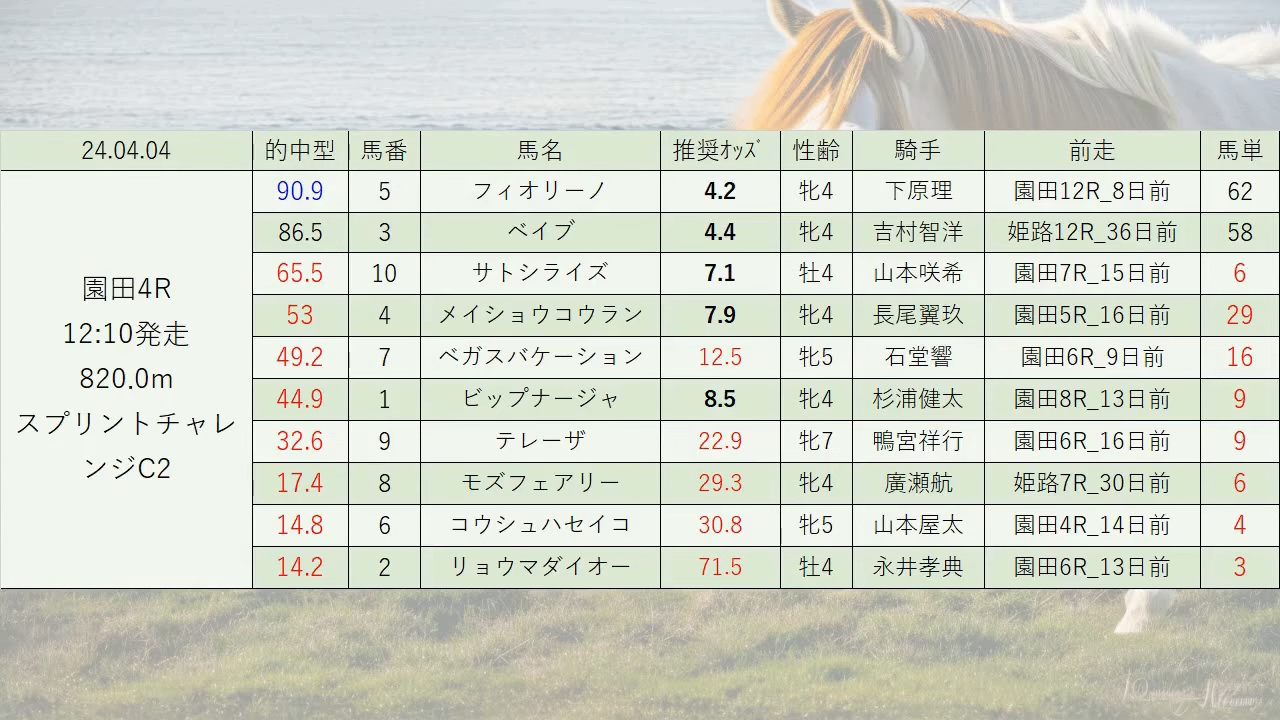 24.04.04 的中型 馬番 馬名 推奨ｵｯｽﾞ 性齢 騎手 前走 馬単
園田4R
12:10発走
820.0m
スプリントチャレ
ンジC2
90.9 5 フィオリーノ 4.2 牝4 下原理 園田12R_8日前 62
86.5 3 ベイブ 4.4 牝4 吉村智洋 姫路12R_36日前 58
65.5 10 サトシライズ 7.1 牡4 山本咲希 園田7R_15日前 6
53 4 メイショウコウラン 7.9 牝4 長尾翼玖 園田5R_16日前 29
49.2 7 ベガスバケーション 12.5 牝5 石堂響 園田6R_9日前 16
44.9 1 ビップナージャ 8.5 牝4 杉浦健太 園田8R_13日前 9
32.6 9 テレーザ 22.9 牝7 鴨宮祥行 園田6R_16日前 9
17.4 8 モズフェアリー 29.3 牝4 廣瀬航 姫路7R_30日前 6
14.8 6 コウシュハセイコ 30.8 牝5 山本屋太 園田4R_14日前 4
14.2 2 リョウマダイオー 71.5 牡4 永井孝典 園田6R_13日前 3